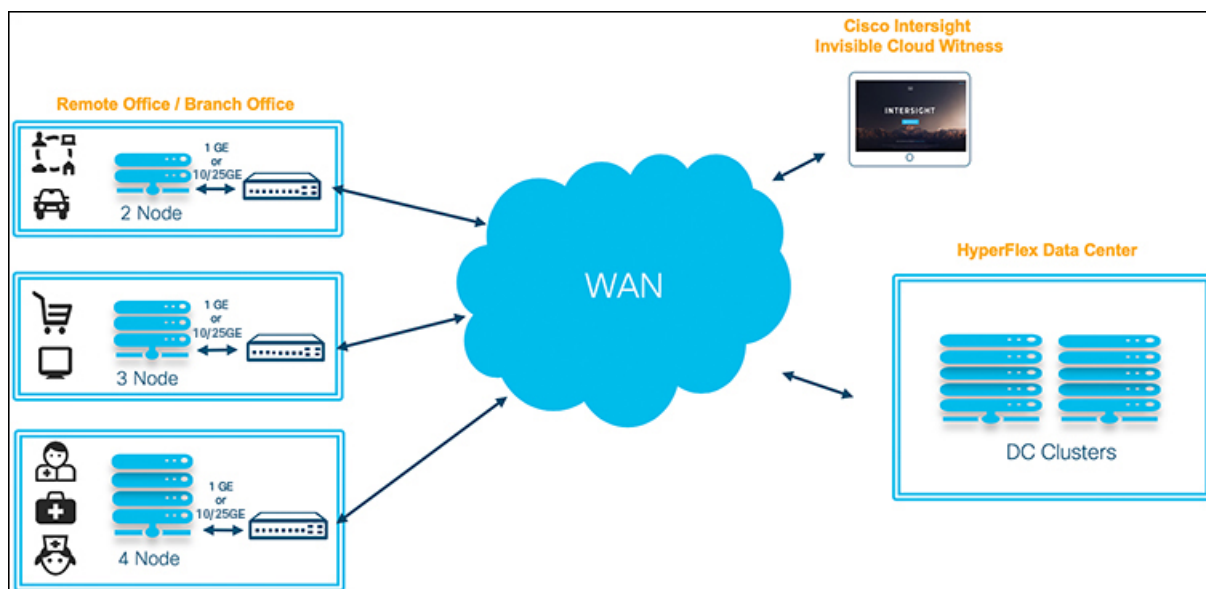 Cisco Intersight
Invisible Cloud Witness
Remote Office / Branch Office
1 GE
or
10/25GE
2 Node
INTERSIGHT
WAN
HyperFlex Data Center
1 GE
or
10/25GE
3 Node
DC Clusters
1 GE
or
10/25GE
4 Node